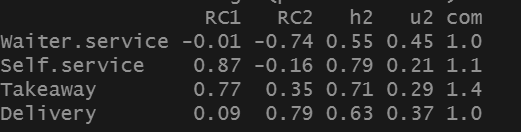 RC1 RC2 h2 u2 com
Waiter.service -0.01 -0.74 0.55 0.45 1.0
Self.service 0.87 -0.16 0.79 0.21 1.1
Takeaway 0.77 0.35 0.71 0.29 1.4
Delivery 0.09 0.79 0.63 0.37 1.0